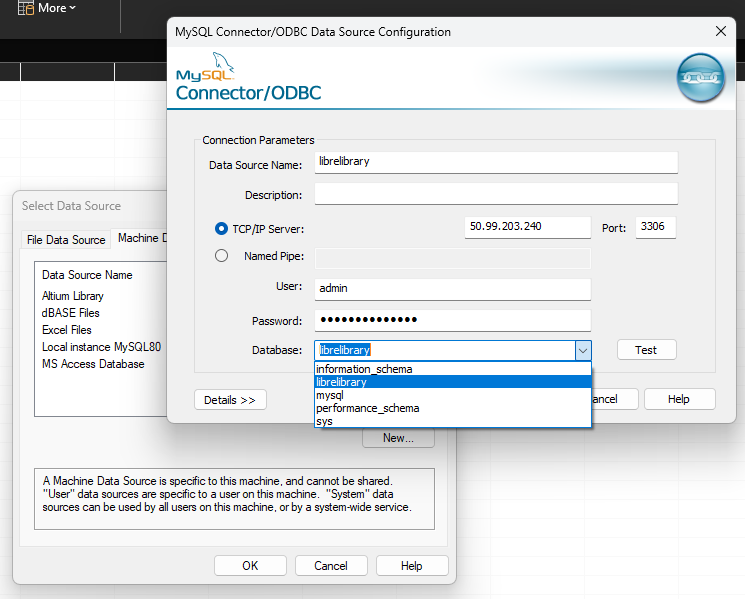 More
MySQL Connector/ODBC Data Source Configuration
MySQL
Connector/ODBC
Connection Parameters
Data Source Name: librelibrary
Description:
TCP/IP Server: 50.99.203.240 Port: 3306
Named Pipe:
User: admin
Password: ••••••••••••••
Database: librelibrary Test
information_schema
librelibrary
mysql
performance_schema
sys
Details >> ancel Help
Select Data Source
File Data Source Machine D
Data Source Name
Altium Library
dBASE Files
Excel Files
Local instance MySQL80
MS Access Database
New...
A Machine Data Source is specific to this machine, and cannot be shared.
"User" data sources are specific to a user on this machine. "System" data
sources can be used by all users on this machine, or by a system-wide service.
OK Cancel Help